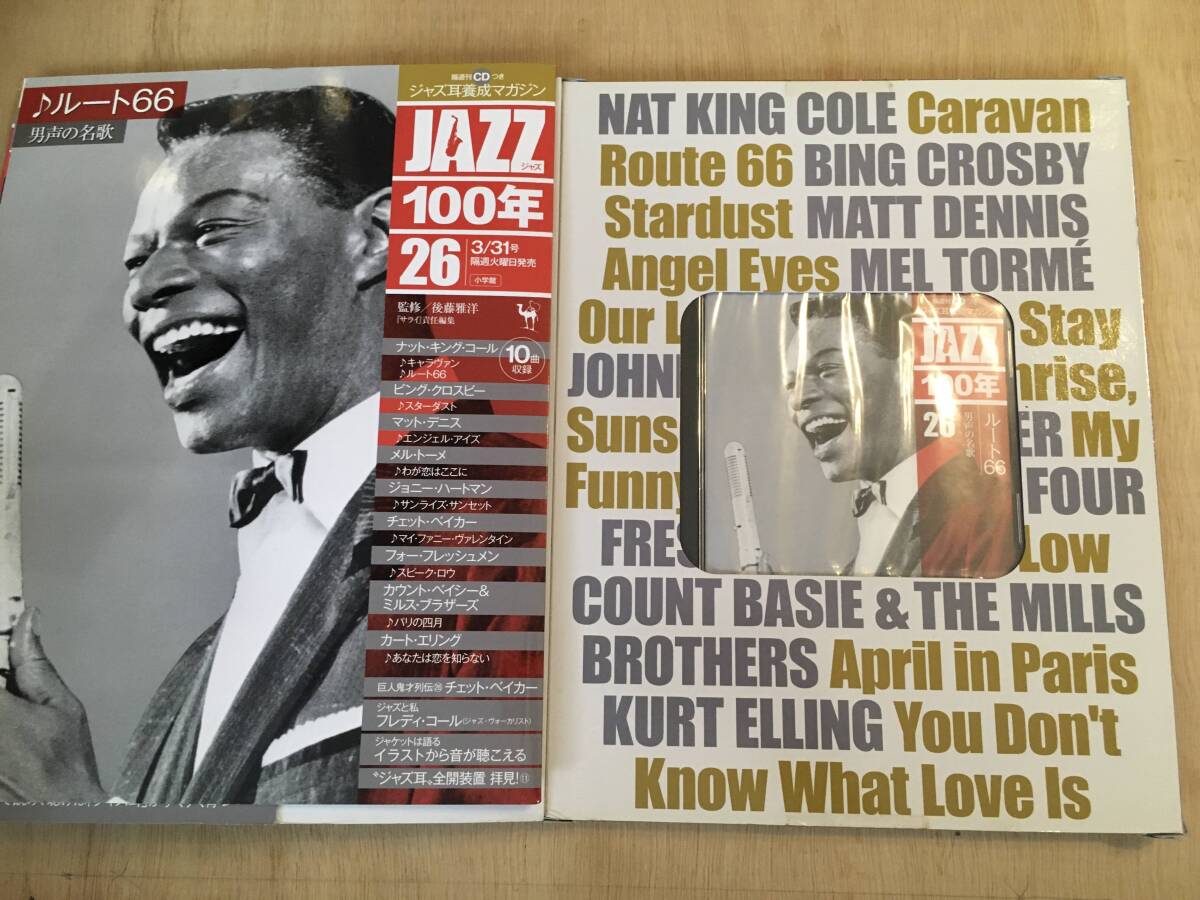 ♪ルート66
男声の名歌
隔週刊CDつき
ジャズ耳養成マガジン
JAZZ
ジャズ
100年
26
3/31号
隔週火曜日発売
小学館
監修/後藤雅洋
『サライ』責任編集
10曲
収録
ナット・キング・コール
♪キャラヴァン
♪ルート66
ビング・クロスビー
♪スターダスト
マット・デニス
♪エンジェル・アイズ
メル・トーメ
♪わが恋はここに
ジョニー・ハートマン
♪サンライズ・サンセット
チェット・ベイカー
♪マイ・ファニー・ヴァレンタイン
フォー・フレッシュメン
♪スピーク・ロウ
カウント・ベイシー&
ミルス・ブラザーズ
♪パリの四月
カート・エリング
♪あなたは恋を知らない
巨人鬼才列伝㉖ チェット・ベイカー
ジャズと私
フレディ・コール(ジャズ・ヴォーカリスト)
ジャケットは語る
イラストから音が聴こえる
“ジャズ耳„全開装置 拝見!⑪
NAT KING COLE Caravan
Route 66 BING CROSBY
Stardust MATT DENNIS
Angel Eyes MEL TORMÉ
Our L Stay
JOHN nrise,
Suns ER My
Funny FOUR
FRES Low
COUNT BASIE & THE MILLS
BROTHERS April in Paris
KURT ELLING You Don't
Know What Love Is
JAZZ
100年
26
男声の名歌
ルート66